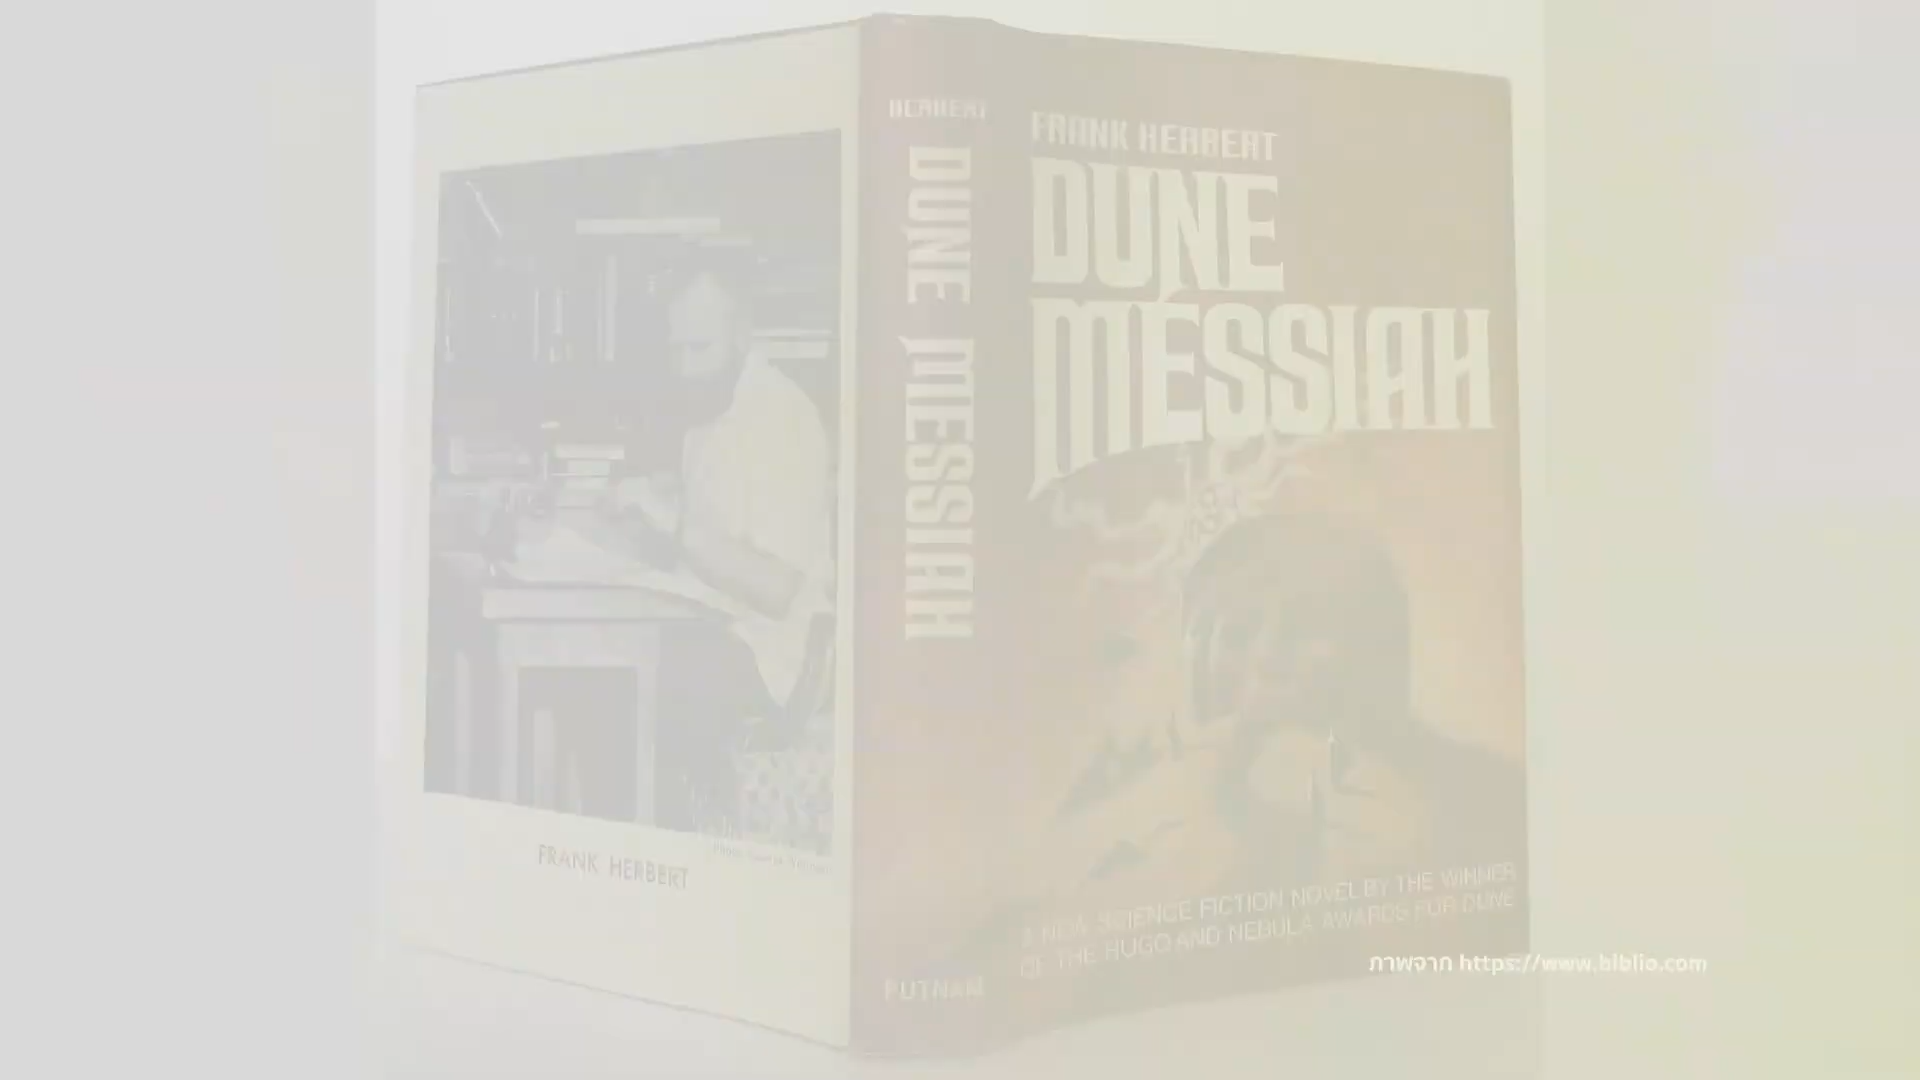 FRANK HERBERT
HERBERT
DUNE MESSIAH
PUTNAM
FRANK HERBERT
DUNE
MESSIAH
A NEW SCIENCE FICTION NOVEL BY THE WINNER
OF THE HUGO AND NEBULA AWARDS FOR DUNE
ภาพจาก https://www.biblio.com